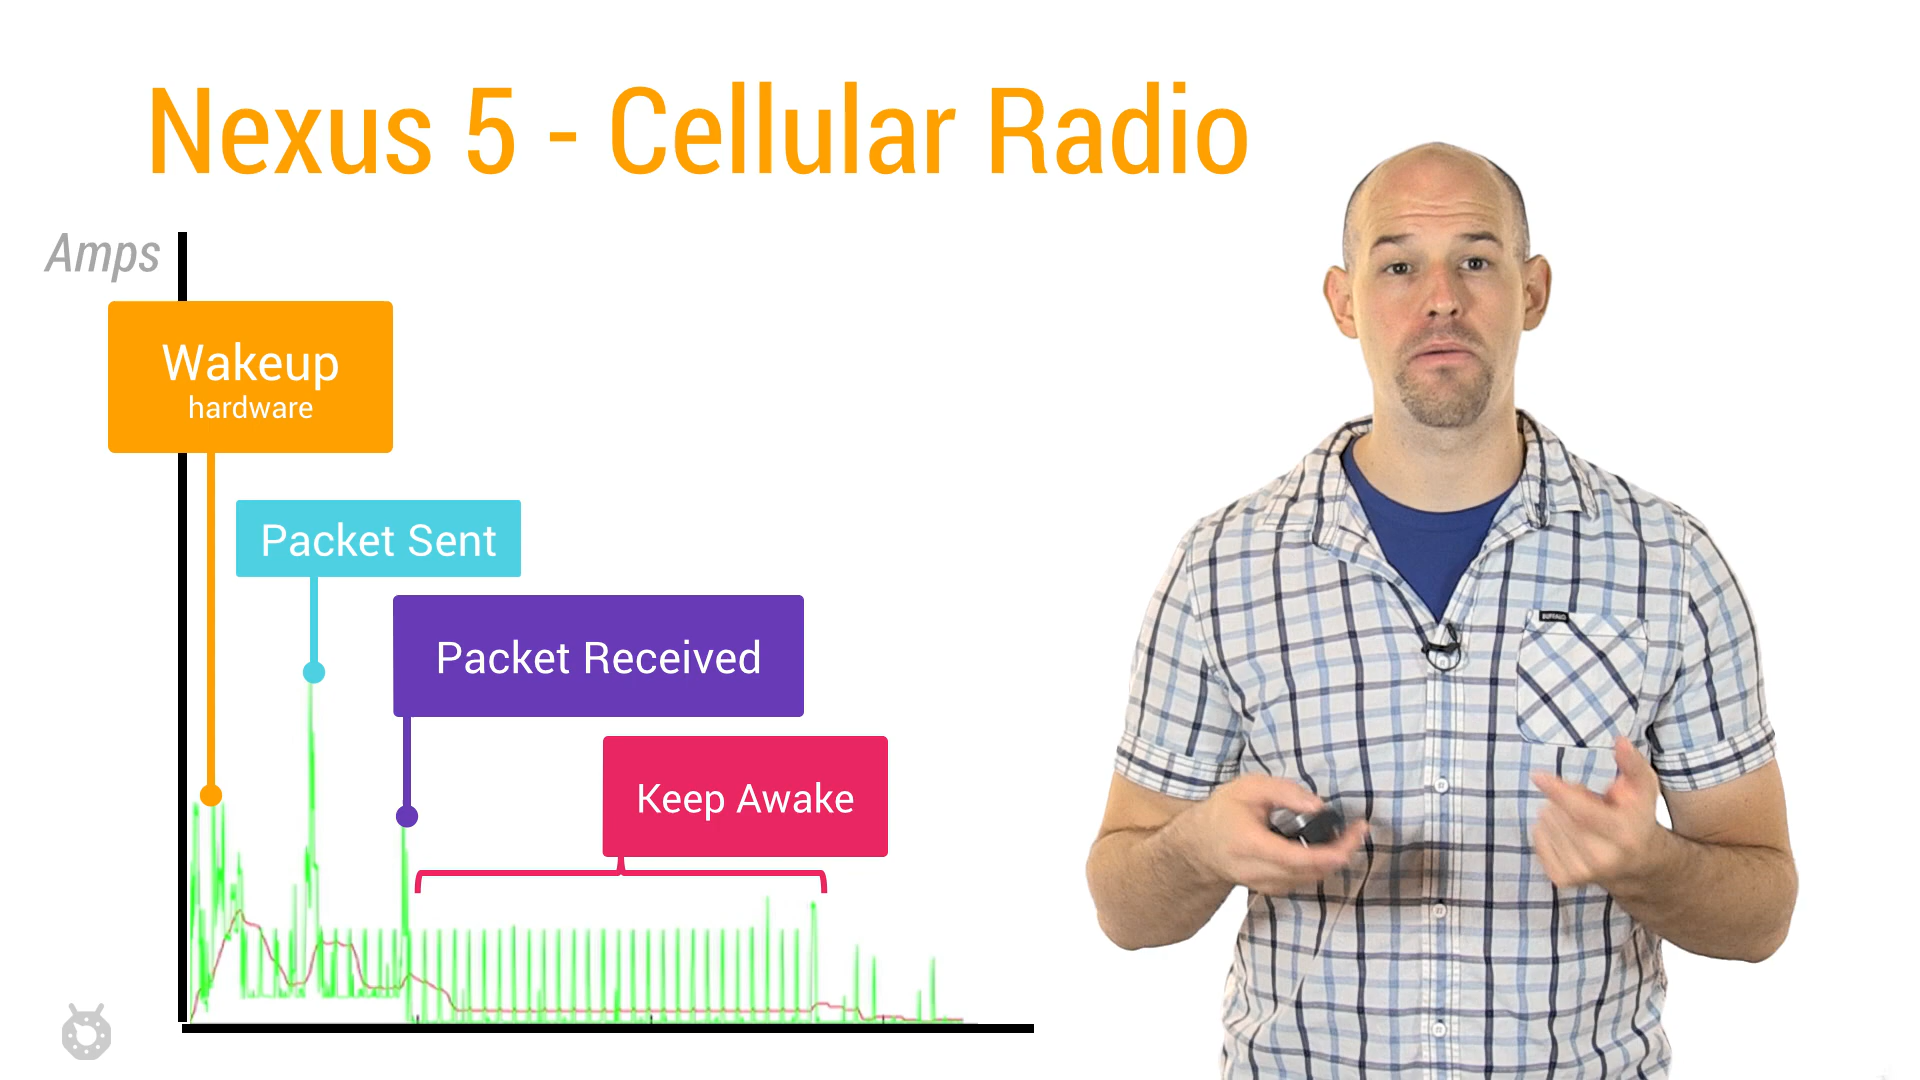 Nexus 5 - Cellular Radio
Amps
Wakeup
hardware
Packet Sent
Packet Received
Keep Awake